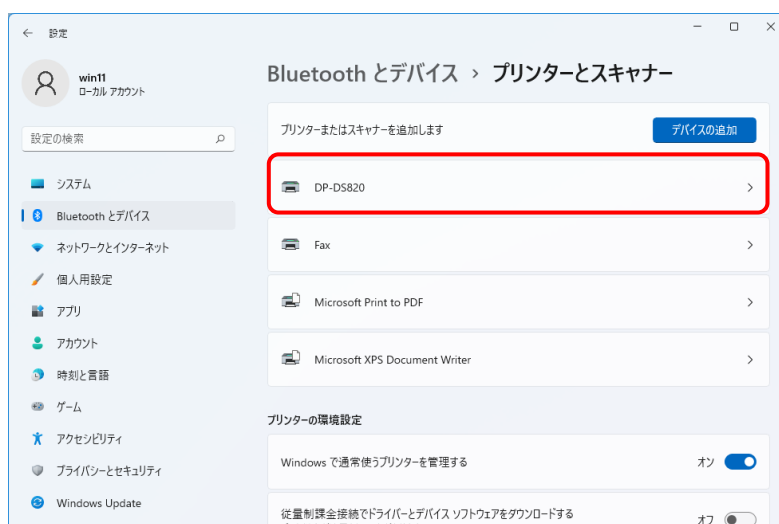 設定
win11
ローカル アカウント
設定の検索
システム
Bluetooth とデバイス
ネットワークとインターネット
個人用設定
アプリ
アカウント
時刻と言語
ゲーム
アクセシビリティ
プライバシーとセキュリティ
Windows Update
Bluetooth とデバイス › プリンターとスキャナー
プリンターまたはスキャナーを追加します
デバイスの追加
DP-DS820
Fax
Microsoft Print to PDF
Microsoft XPS Document Writer
プリンターの環境設定
Windows で通常使うプリンターを管理する
オン
従量制課金接続でドライバーとデバイス ソフトウェアをダウンロードする
オフ